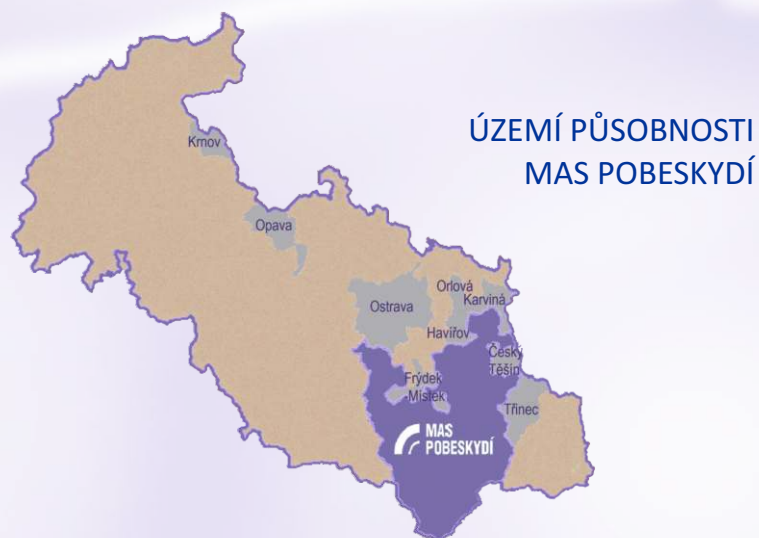 ÚZEMÍ PŮSOBNOSTI
MAS POBESKYDÍ
Krnov
Opava
Ostrava
Orlová
Karviná
Havířov
Český
Těšín
Frýdek
-Místek
Třinec
MAS
POBESKYDÍ